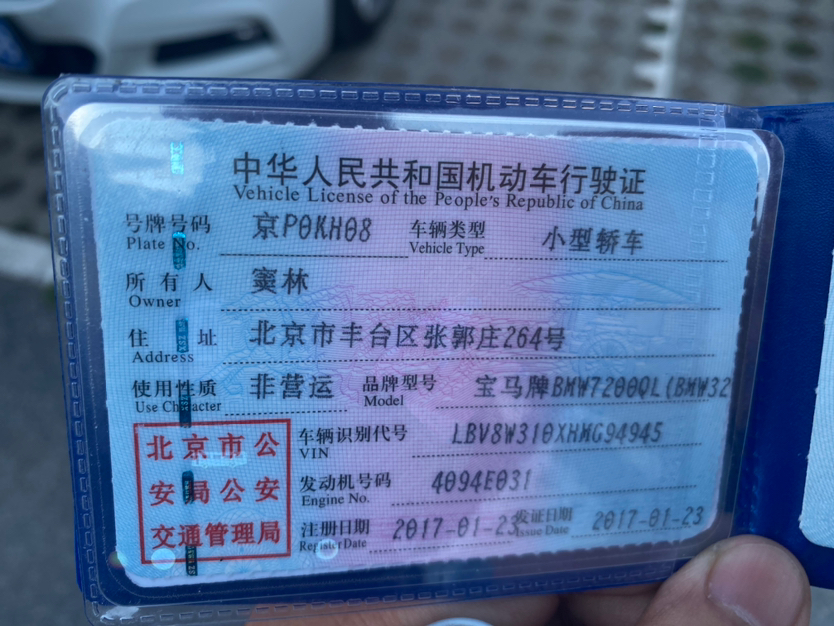 中华人民共和国机动车行驶证
Vehicle License of the People's Republic of China
号牌号码 京P0KH08 车辆类型 小型轿车
Plate No. Vehicle Type
所有人 窦林
Owner
住址 北京市丰台区张郭庄264号
Address
使用性质 非营运 品牌型号 宝马牌BMW7200QL(BMW32
Use Character Model
北京市公
安局公安
交通管理局
车辆识别代号 LBV8W310XHMG94945
VIN
发动机号码 4094E031
Engine No.
注册日期 2017-01-23 发证日期 2017-01-23
Register Date Issue Date